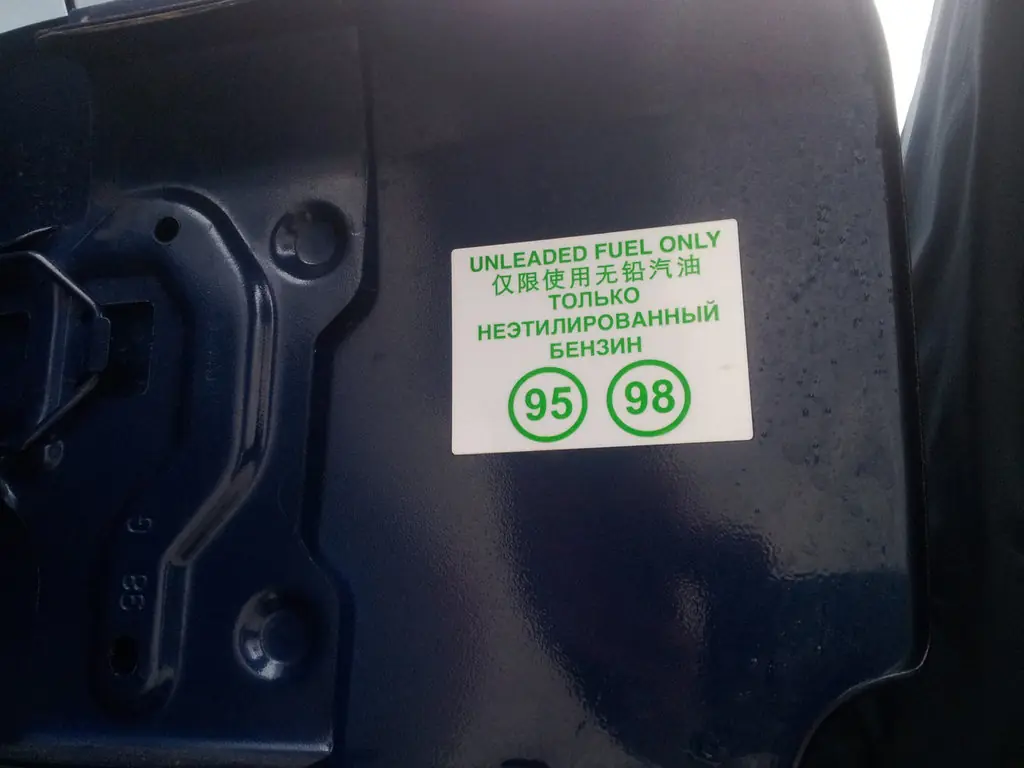 UNLEADED FUEL ONLY
仅限使用无铅汽油
ТОЛЬКО
НЕЭТИЛИРОВАННЫЙ
БЕНЗИН
95 98
G